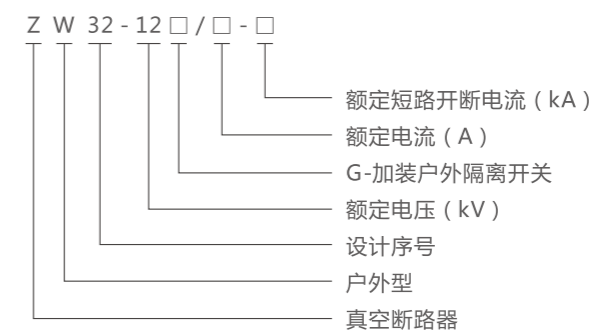 ZW32-12□/□-□
额定短路开断电流（kA）
额定电流（A）
G-加装户外隔离开关
额定电压（kV）
设计序号
户外型
真空断路器